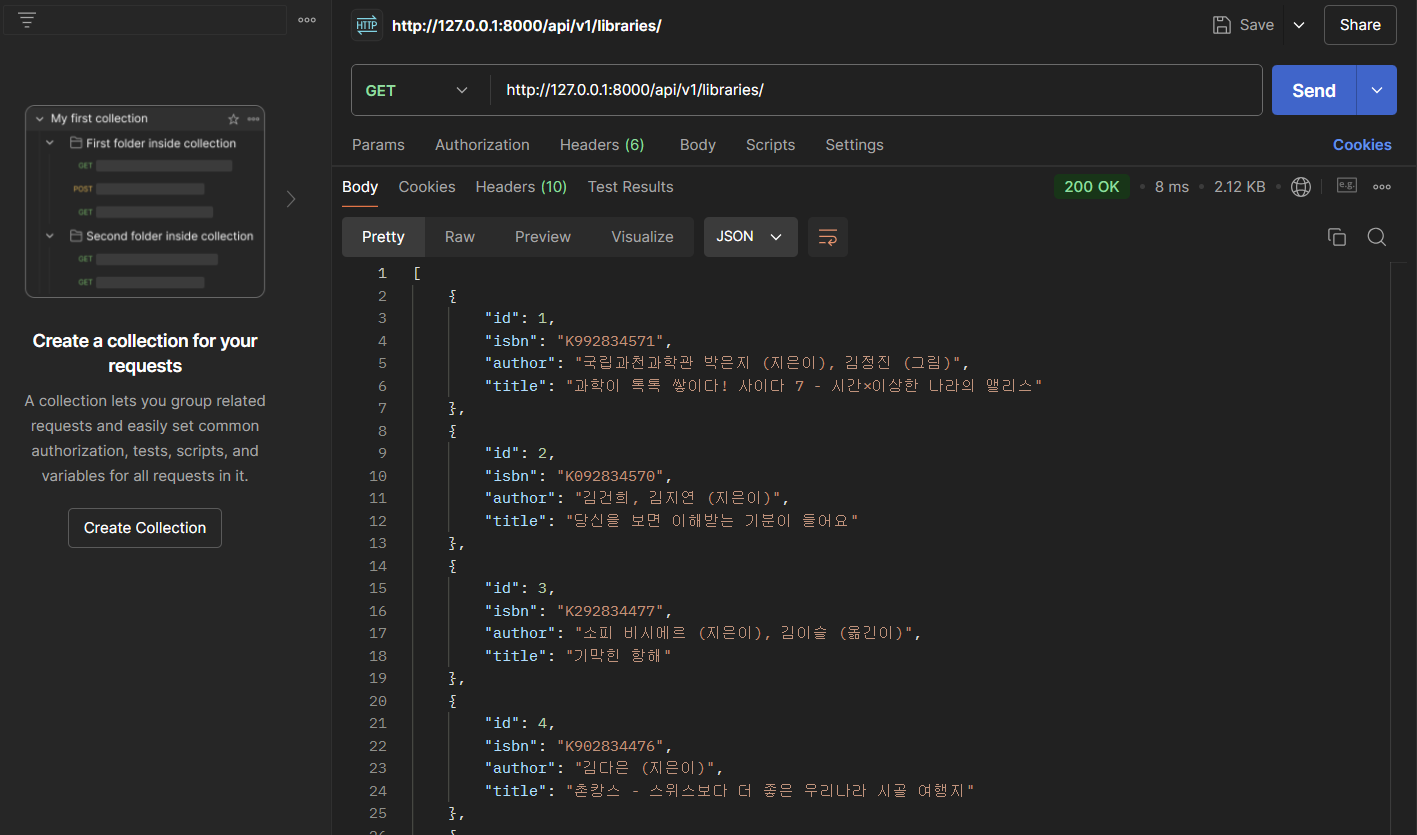 http://127.0.0.1:8000/api/v1/libraries/
Save
Share
GET
http://127.0.0.1:8000/api/v1/libraries/
Send
Params Authorization Headers (6) Body Scripts Settings
Cookies
Body Cookies Headers (10) Test Results
200 OK • 8 ms • 2.12 KB •
e.g.
Pretty Raw Preview Visualize
JSON
My first collection
First folder inside collection
GET
POST
GET
Second folder inside collection
GET
GET
Create a collection for your
requests
A collection lets you group related
requests and easily set common
authorization, tests, scripts, and
variables for all requests in it.
Create Collection
1 [
2 {
3 "id": 1,
4 "isbn": "K992834571",
5 "author": "국립과천과학관 박은지 (지은이), 김정진 (그림)",
6 "title": "과학이 톡톡 쌓이다! 사이다 7 - 시간×이상한 나라의 앨리스"
7 },
8 {
9 "id": 2,
10 "isbn": "K092834570",
11 "author": "김건희, 김지연 (지은이)",
12 "title": "당신을 보면 이해받는 기분이 들어요"
13 },
14 {
15 "id": 3,
16 "isbn": "K292834477",
17 "author": "소피 비시에르 (지은이), 김이슬 (옮긴이)",
18 "title": "기막힌 항해"
19 },
20 {
21 "id": 4,
22 "isbn": "K902834476",
23 "author": "김다은 (지은이)",
24 "title": "촌캉스 - 스위스보다 더 좋은 우리나라 시골 여행지"
25 },
26 {